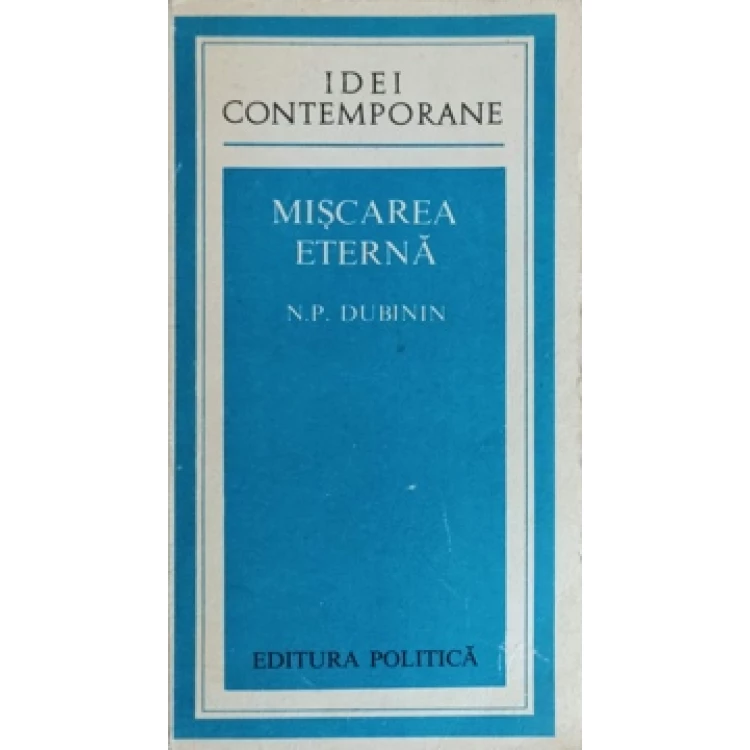 IDEI
CONTEMPORANE
MIȘCAREA
ETERNĂ
N.P. DUBININ
EDITURA POLITICĂ